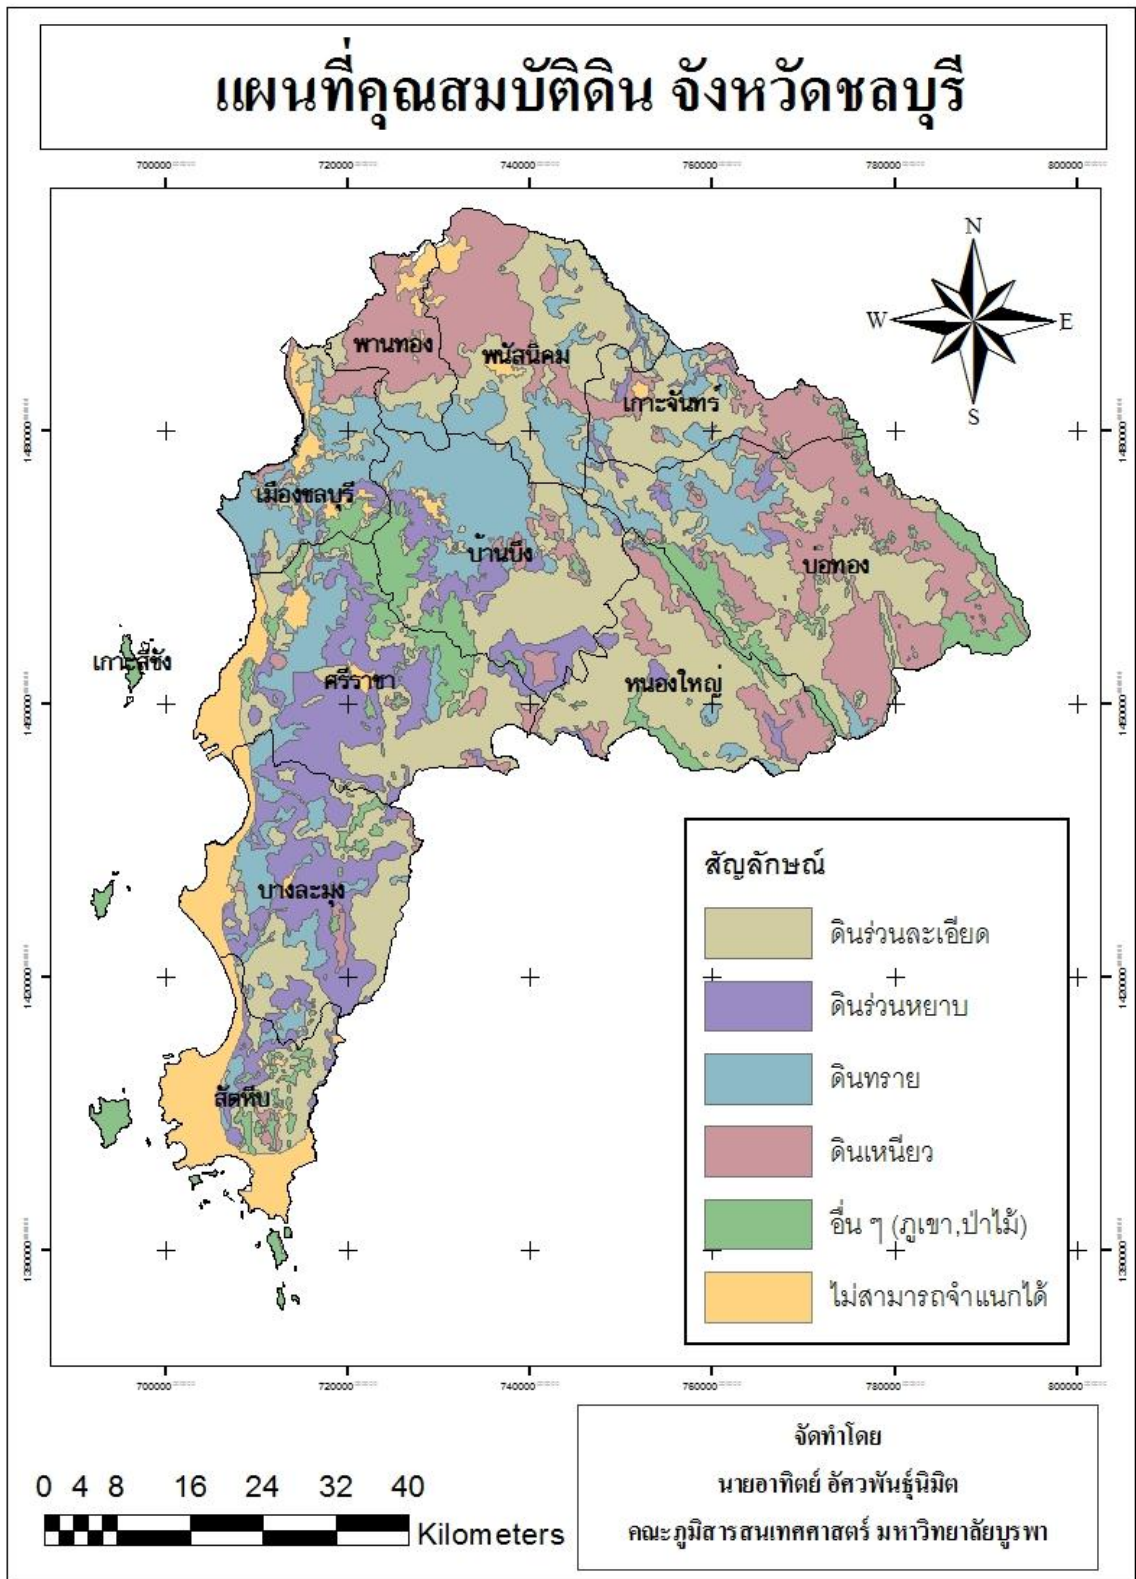 แผนที่คุณสมบัติดิน จังหวัดชลบุรี
700000 720000 740000 760000 780000 800000
N
W E
S
พานทอง
พนัสนิคม
เกาะจันทร์
เมืองชลบุรี
บ้านบึง
บ่อทอง
เกาะสีชัง
ศรีราชา
หนองใหญ่
บางละมุง
สัตหีบ
สัญลักษณ์
ดินร่วนละเอียด
ดินร่วนหยาบ
ดินทราย
ดินเหนียว
อื่น ๆ (ภูเขา,ป่าไม้)
ไม่สามารถจำแนกได้
700000 720000 740000 760000 780000 800000
0 4 8 16 24 32 40
Kilometers
จัดทำโดย
นายอาทิตย์ อัศวพันธุ์นิมิต
คณะภูมิสารสนเทศศาสตร์ มหาวิทยาลัยบูรพา